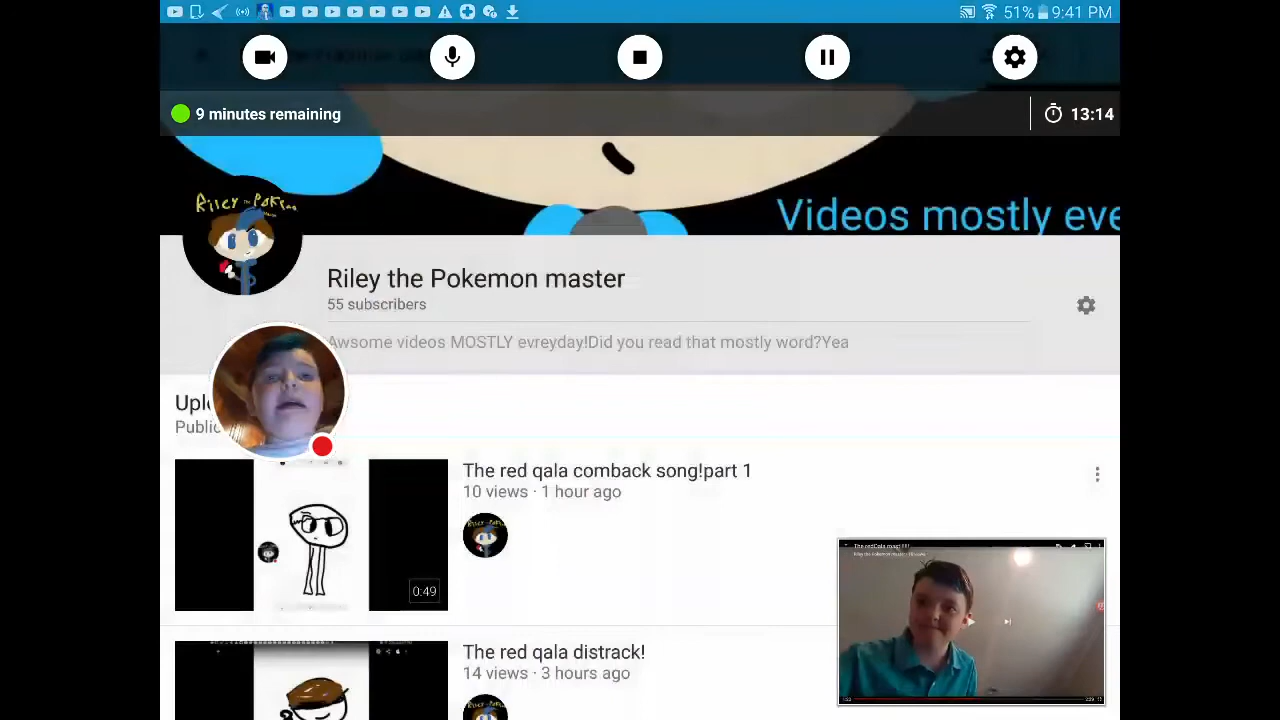 51% 9:41 PM
9 minutes remaining
13:14
Videos mostly eve
Riley the Pokemon master
55 subscribers
Awsome videos MOSTLY evreyday!Did you read that mostly word?Yea
Uplo
Public
The red qala comback song!part 1
10 views · 1 hour ago
0:49
The red qala distrack!
14 views · 3 hours ago